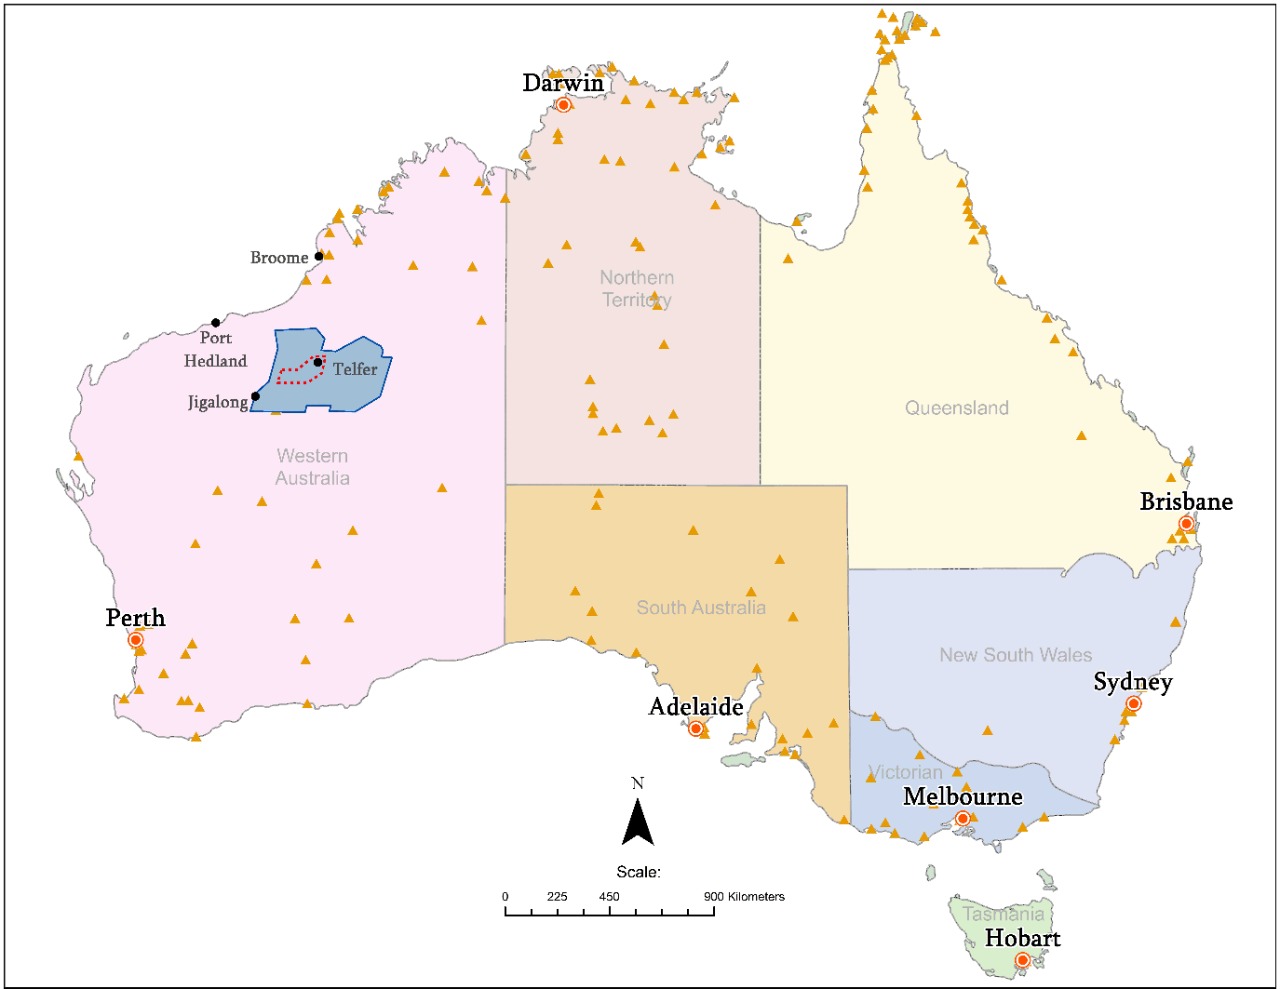 Darwin
Broome
Northern
Territory
Port
Hedland
Telfer
Jigalong
Queensland
Western
Australia
Brisbane
Perth
South Australia
New South Wales
Sydney
Adelaide
Victorian
Melbourne
N
Scale:
0 225 450 900 Kilometers
Tasmania
Hobart